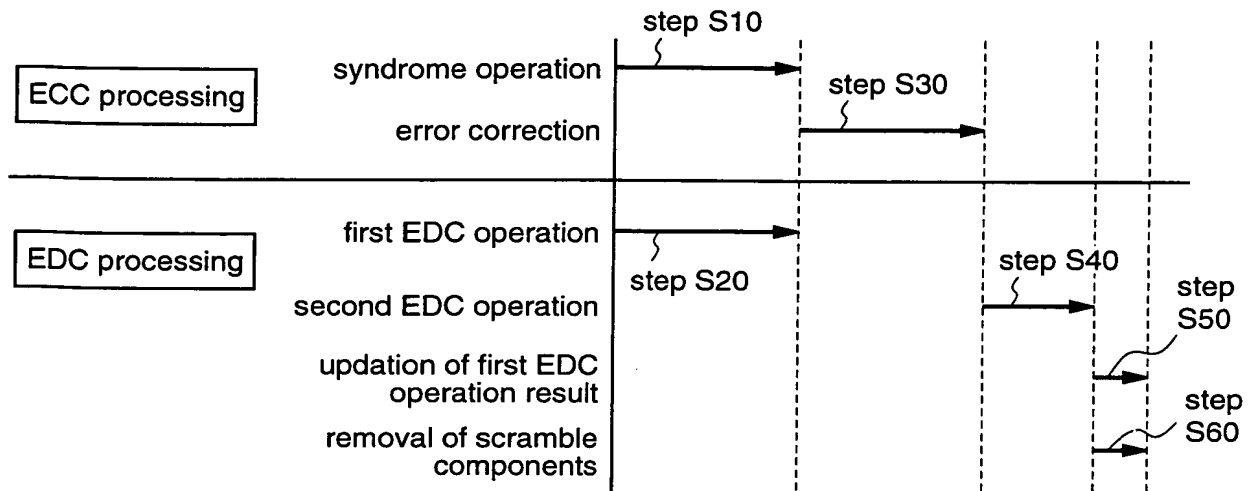 step S10
syndrome operation
ECC processing
step S30
error correction
first EDC operation
EDC processing
step S20
step S40
second EDC operation
step
S50
updation of first EDC
operation result
step
S60
removal of scramble
components